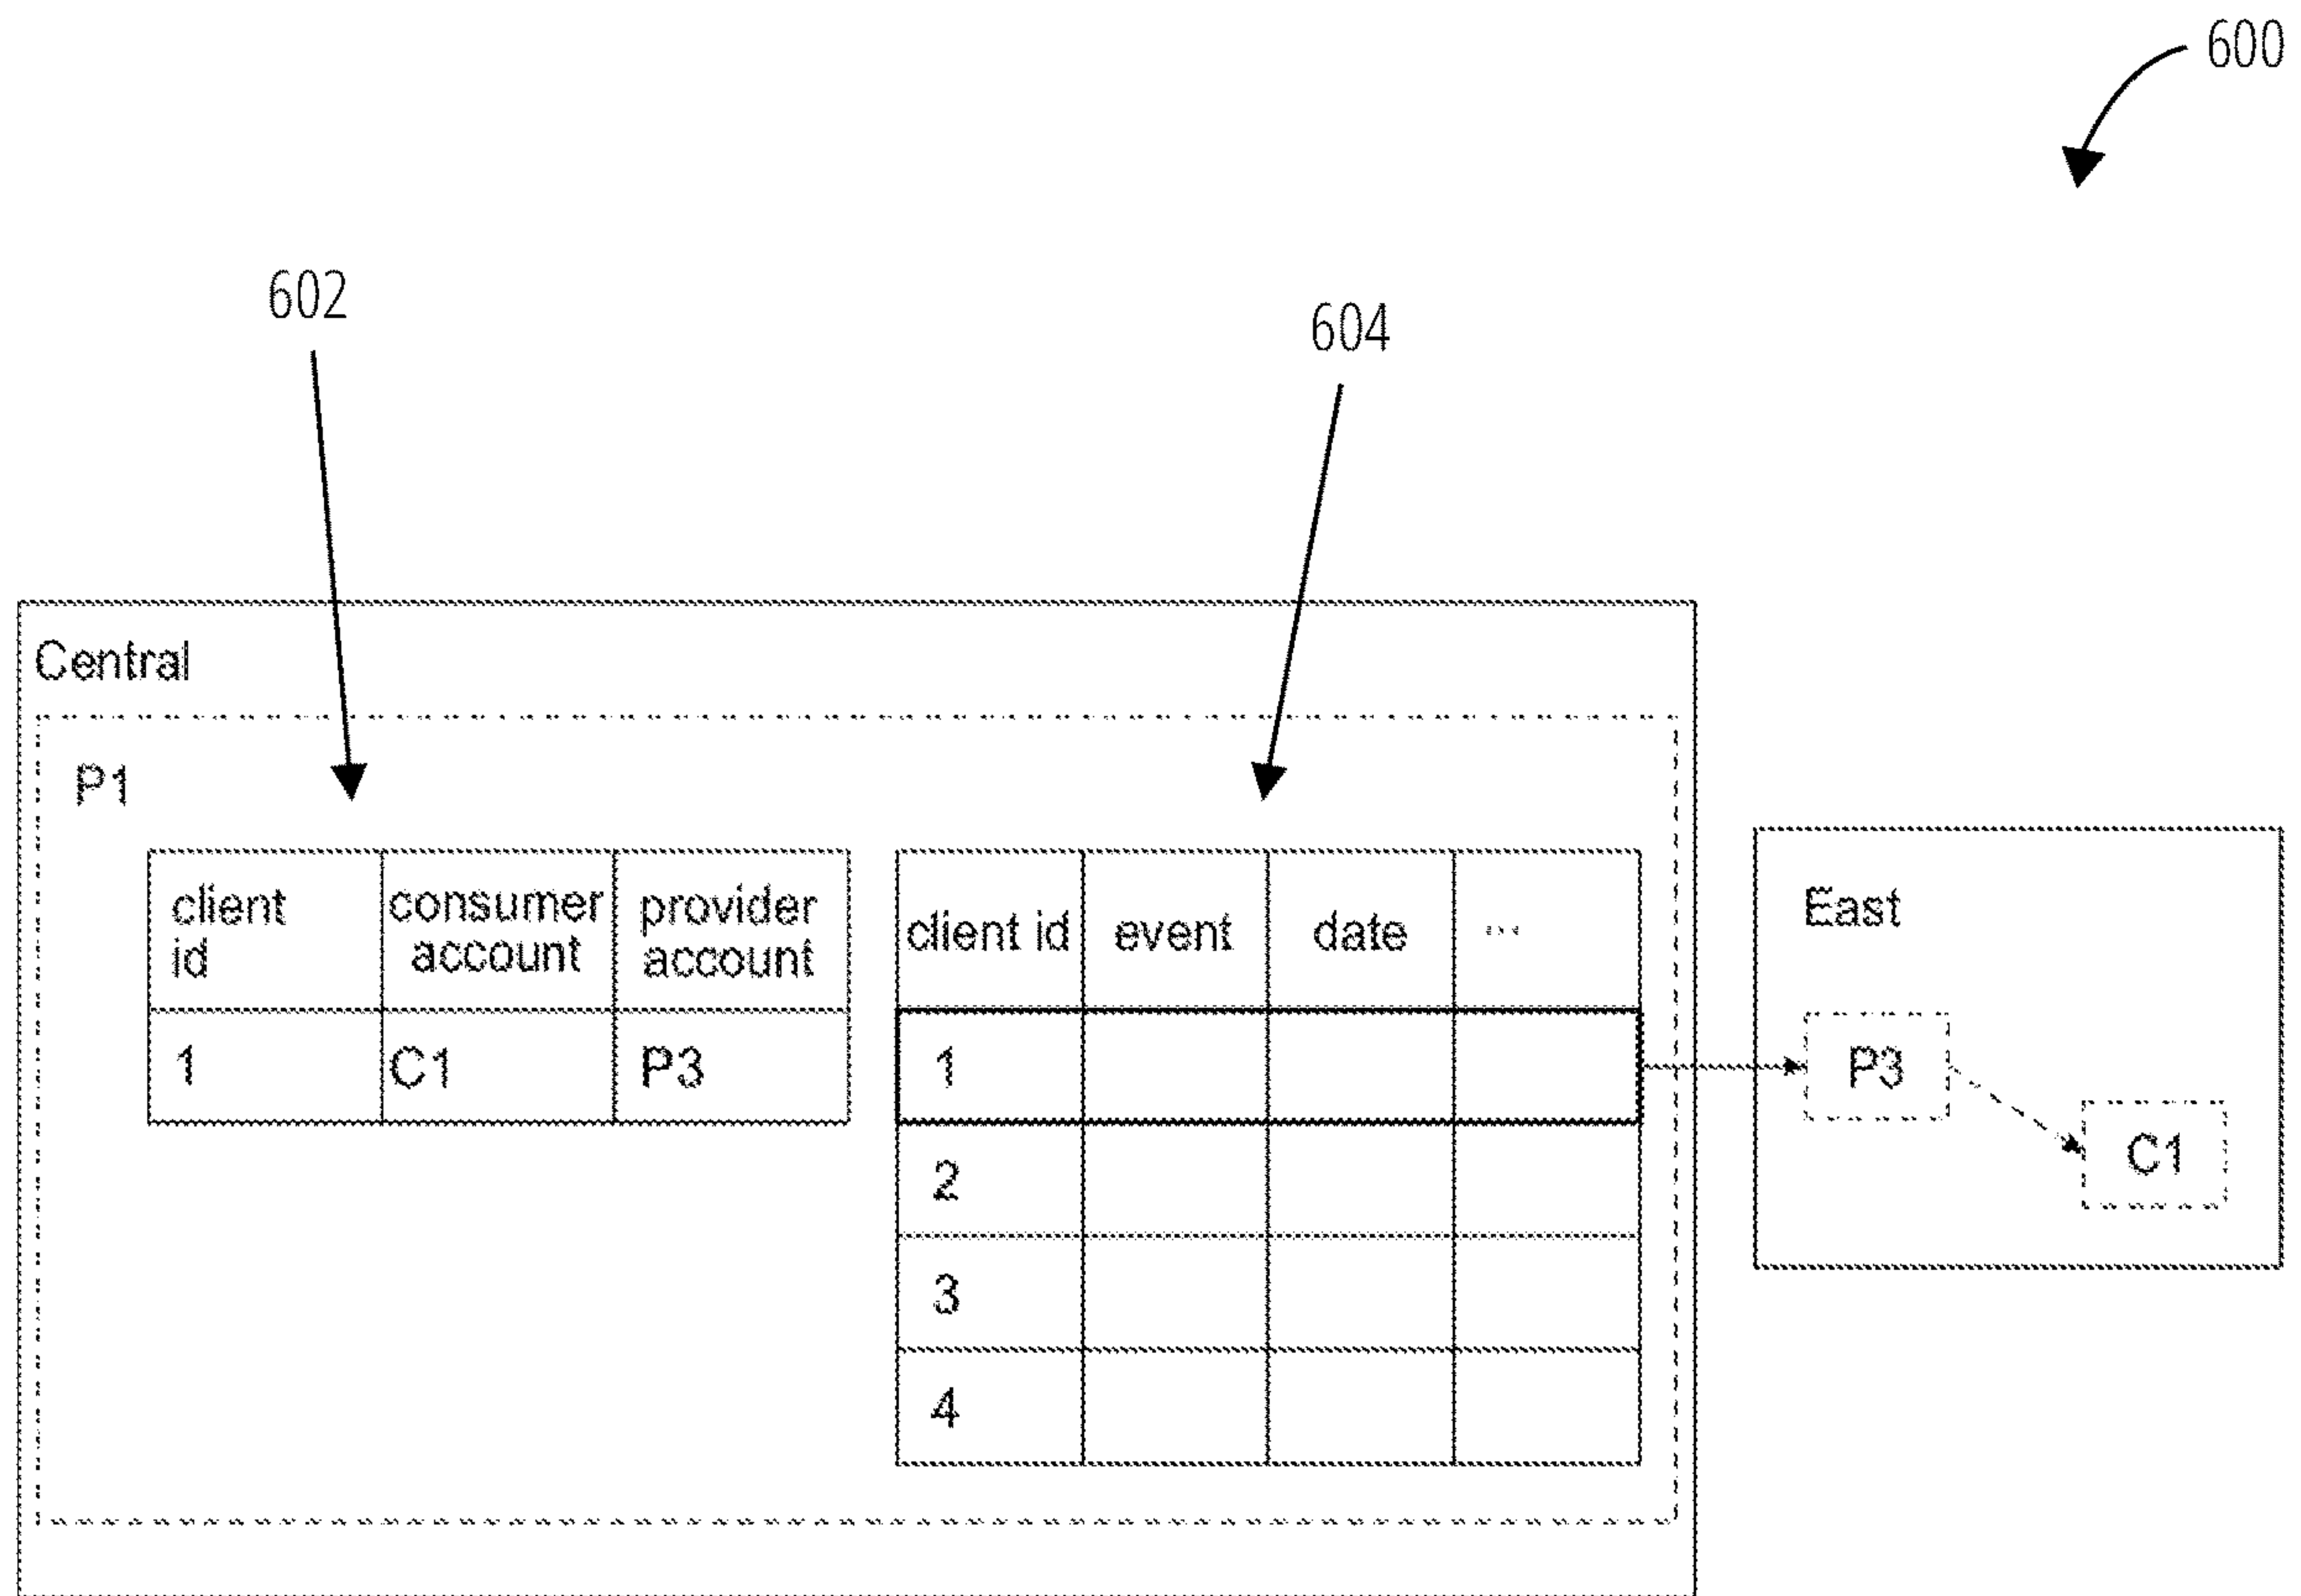 600
602
604
Central
P1
client id
consumer account
provider account
1
C1
P3
client id
event
date
...
1
2
3
4
East
P3
C1